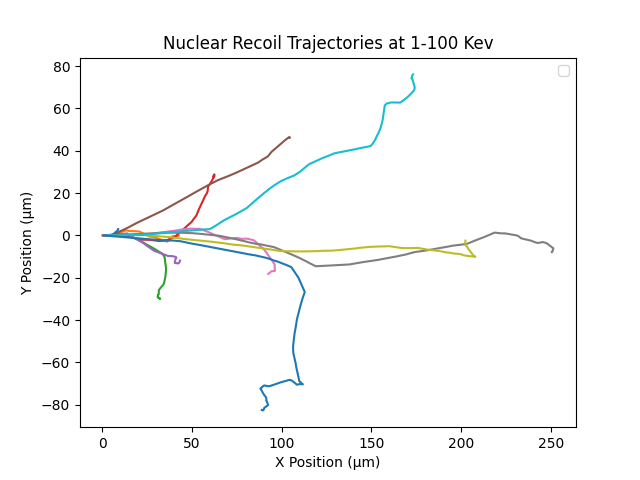 Nuclear Recoil Trajectories at 1-100 Kev
80
60
40
20
0
−20
−40
−60
−80
Y Position (μm)
0 50 100 150 200 250
X Position (μm)